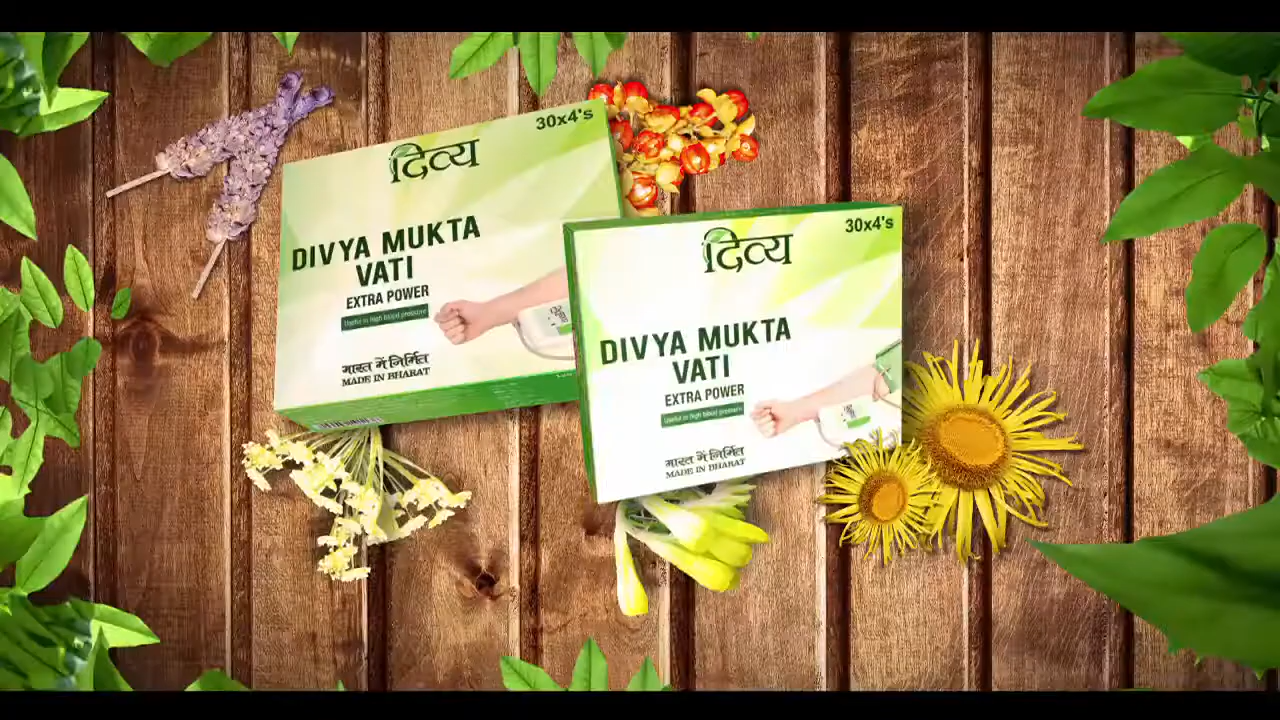 30x4's
दिव्य
DIVYA MUKTA
VATI
EXTRA POWER
Useful in high blood pressure
भारत में निर्मित
MADE IN BHARAT
30x4's
दिव्य
DIVYA MUKTA
VATI
EXTRA POWER
Useful in high blood pressure
भारत में निर्मित
MADE IN BHARAT